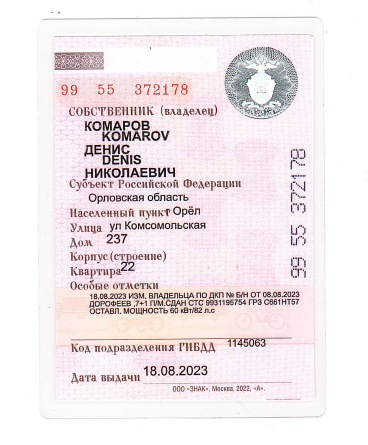 99 55 372178
СОБСТВЕННИК (владелец)
КОМАРОВ
KOMAROV
ДЕНИС
DENIS
НИКОЛАЕВИЧ
Субъект Российской Федерации
Орловская область
Населенный пункт Орёл
Улица ул Комсомольская
Дом 237
Корпус(строение)
Квартира 22
Особые отметки
18.08.2023 ИЗМ, ВЛАДЕЛЬЦА ПО ДКП № Б/Н ОТ 08.08.2023
ДОРОФЕЕВ ,7+1 П/М.СДАН СТС 9931195754 ГРЗ С661НТ57
ОСТАВЛ. МОЩНОСТЬ 60 кВт/82 л.с
Код подразделения ГИБДД 1145063
Дата выдачи 18.08.2023
ООО «ЗНАК», Москва, 2022, «А».
99 55 372178